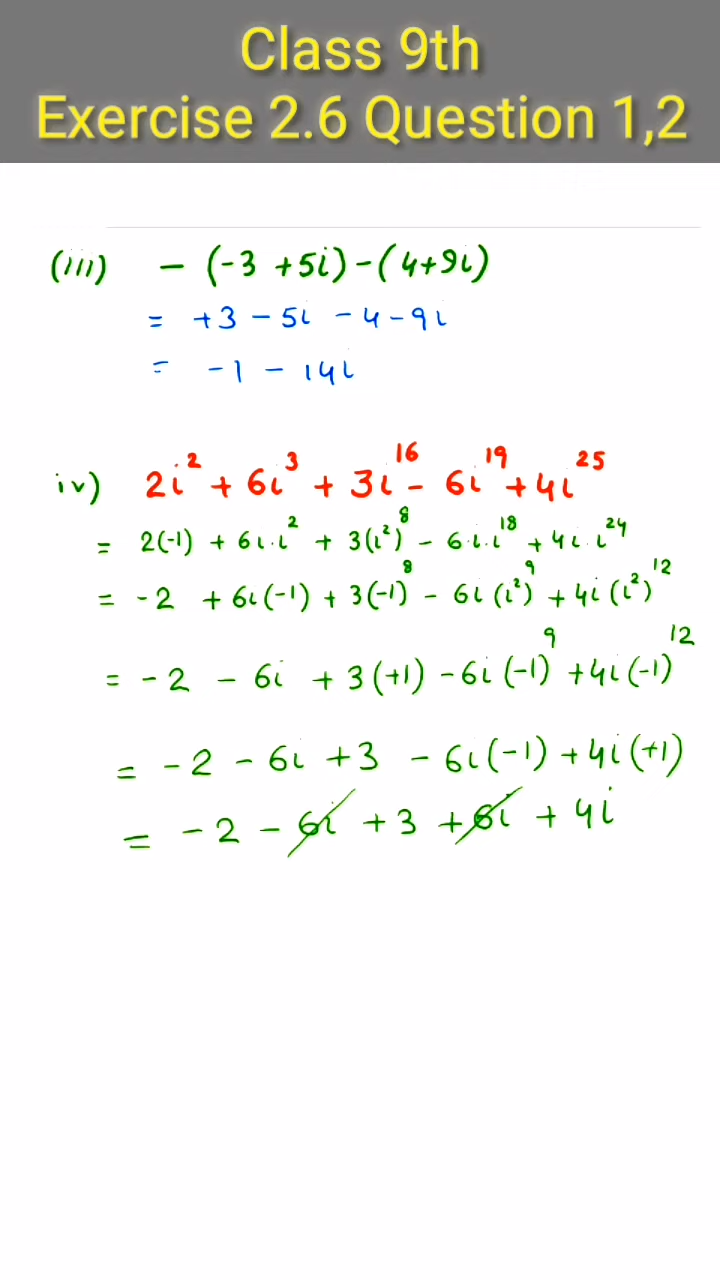 Class 9th
Exercise 2.6 Question 1,2
(iii) - (-3 +5i)-(4+9i)
= +3 - 5i - 4 - 9i
= -1 - 14i
iv) 2i² + 6i³ + 3i¹⁶ - 6i¹⁹ + 4i²⁵
= 2(-1) + 6i.i² + 3(i²)⁸ - 6.i.i¹⁸ + 4i.i²⁴
= -2 + 6i(-1) + 3(-1)⁸ - 6i(i²)⁹ + 4i(i²)¹²
= -2 - 6i + 3(+1) - 6i(-1)⁹ + 4i(-1)¹²
= -2 - 6i + 3 - 6i(-1) + 4i(+1)
= -2 - 6i + 3 + 6i + 4i